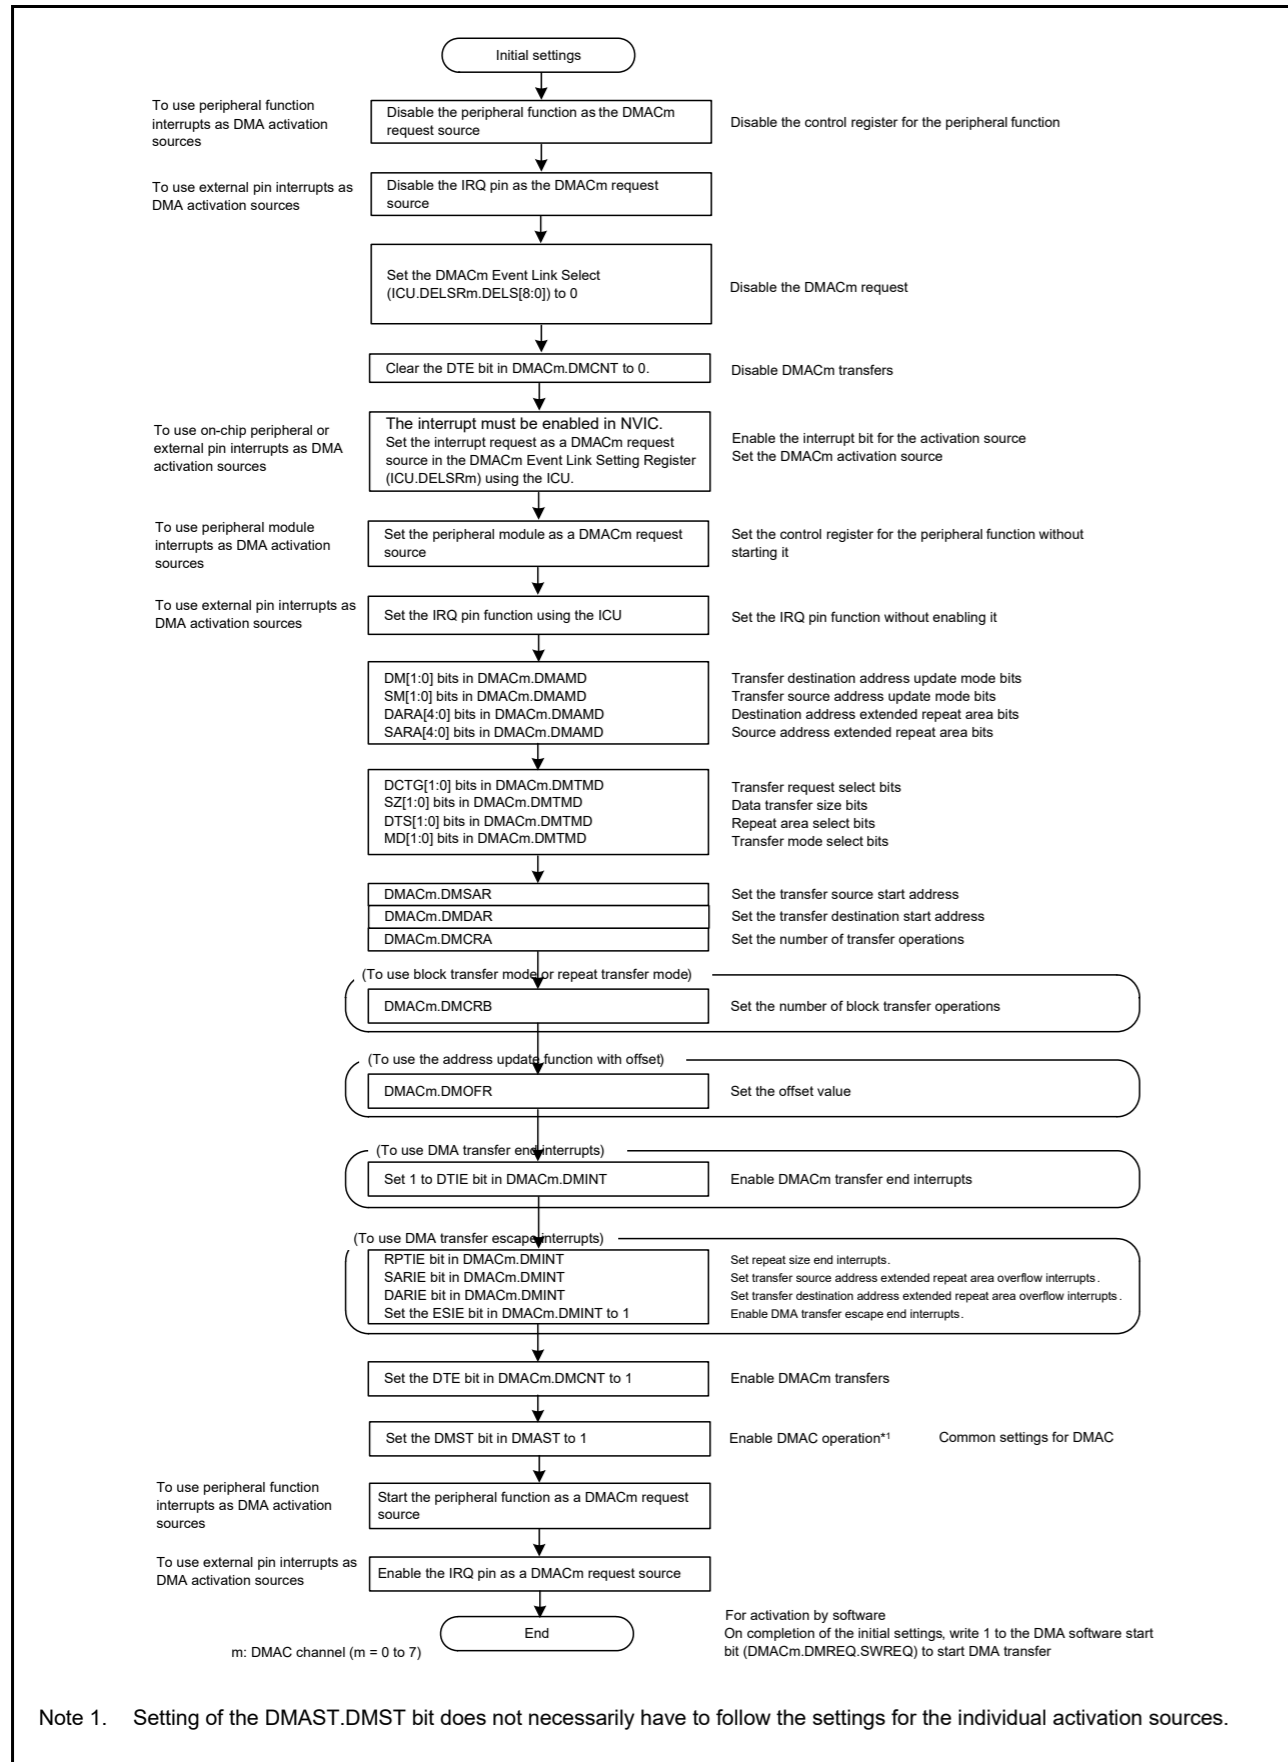 Initial settings
To use peripheral function
interrupts as DMA activation
sources
Disable the peripheral function as the DMACm
request source
Disable the control register for the peripheral function
To use external pin interrupts as
DMA activation sources
Disable the IRQ pin as the DMACm request
source
Set the DMACm Event Link Select
(ICU.DELSRm.DELS[8:0]) to 0
Disable the DMACm request
Clear the DTE bit in DMACm.DMCNT to 0.
Disable DMACm transfers
To use on-chip peripheral or
external pin interrupts as DMA
activation sources
The interrupt must be enabled in NVIC.
Set the interrupt request as a DMACm request
source in the DMACm Event Link Setting Register
(ICU.DELSRm) using the ICU.
Enable the interrupt bit for the activation source
Set the DMACm activation source
To use peripheral module
interrupts as DMA activation
sources
Set the peripheral module as a DMACm request
source
Set the control register for the peripheral function without
starting it
To use external pin interrupts as
DMA activation sources
Set the IRQ pin function using the ICU
Set the IRQ pin function without enabling it
DM[1:0] bits in DMACm.DMAMD
SM[1:0] bits in DMACm.DMAMD
DARA[4:0] bits in DMACm.DMAMD
SARA[4:0] bits in DMACm.DMAMD
Transfer destination address update mode bits
Transfer source address update mode bits
Destination address extended repeat area bits
Source address extended repeat area bits
DCTG[1:0] bits in DMACm.DMTMD
SZ[1:0] bits in DMACm.DMTMD
DTS[1:0] bits in DMACm.DMTMD
MD[1:0] bits in DMACm.DMTMD
Transfer request select bits
Data transfer size bits
Repeat area select bits
Transfer mode select bits
DMACm.DMSAR
Set the transfer source start address
DMACm.DMDAR
Set the transfer destination start address
DMACm.DMCRA
Set the number of transfer operations
(To use block transfer mode or repeat transfer mode)
DMACm.DMCRB
Set the number of block transfer operations
(To use the address update function with offset)
DMACm.DMOFR
Set the offset value
(To use DMA transfer end interrupts)
Set 1 to DTIE bit in DMACm.DMINT
Enable DMACm transfer end interrupts
(To use DMA transfer escape interrupts)
RPTIE bit in DMACm.DMINT
SARIE bit in DMACm.DMINT
DARIE bit in DMACm.DMINT
Set the ESIE bit in DMACm.DMINT to 1
Set repeat size end interrupts.
Set transfer source address extended repeat area overflow interrupts.
Set transfer destination address extended repeat area overflow interrupts.
Enable DMA transfer escape end interrupts.
Set the DTE bit in DMACm.DMCNT to 1
Enable DMACm transfers
Set the DMST bit in DMAST to 1
Enable DMAC operation*1
Common settings for DMAC
To use peripheral function
interrupts as DMA activation
sources
Start the peripheral function as a DMACm request
source
To use external pin interrupts as
DMA activation sources
Enable the IRQ pin as a DMACm request source
End
For activation by software
On completion of the initial settings, write 1 to the DMA software start
bit (DMACm.DMREQ.SWREQ) to start DMA transfer
m: DMAC channel (m = 0 to 7)
Note 1. Setting of the DMAST.DMST bit does not necessarily have to follow the settings for the individual activation sources.